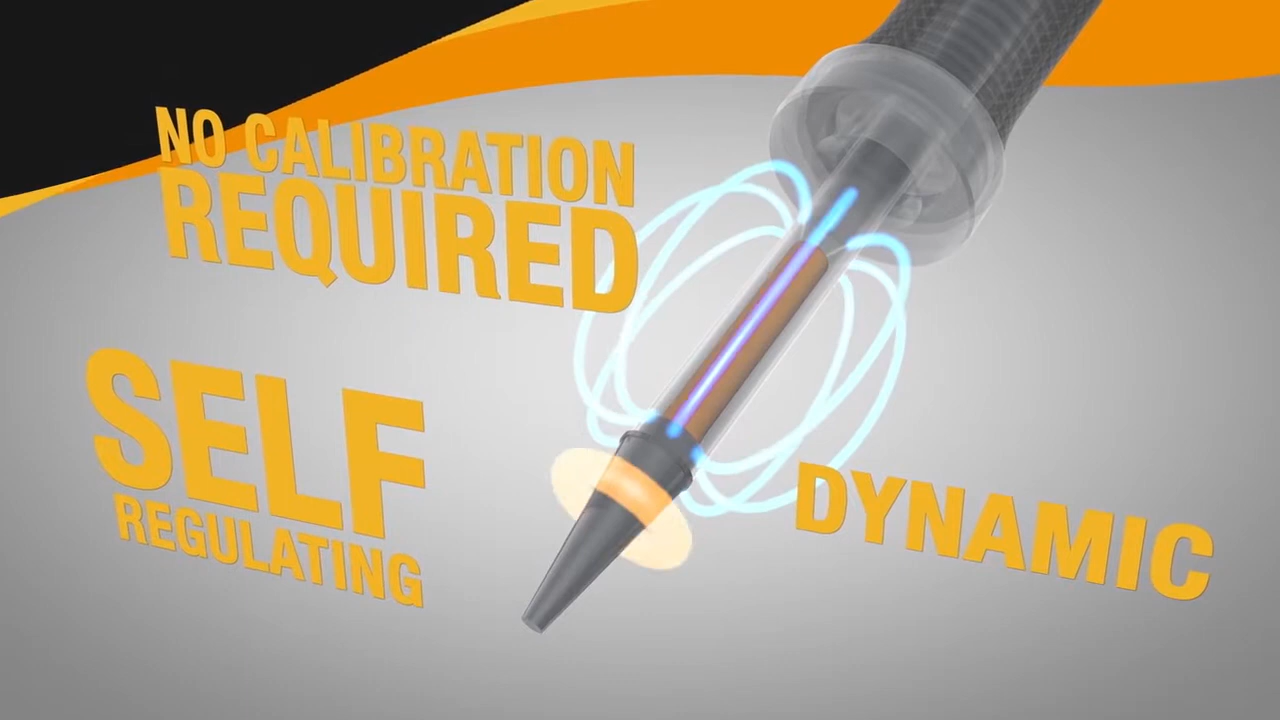 NO CALIBRATION
REQUIRED
SELF
REGULATING
DYNAMIC